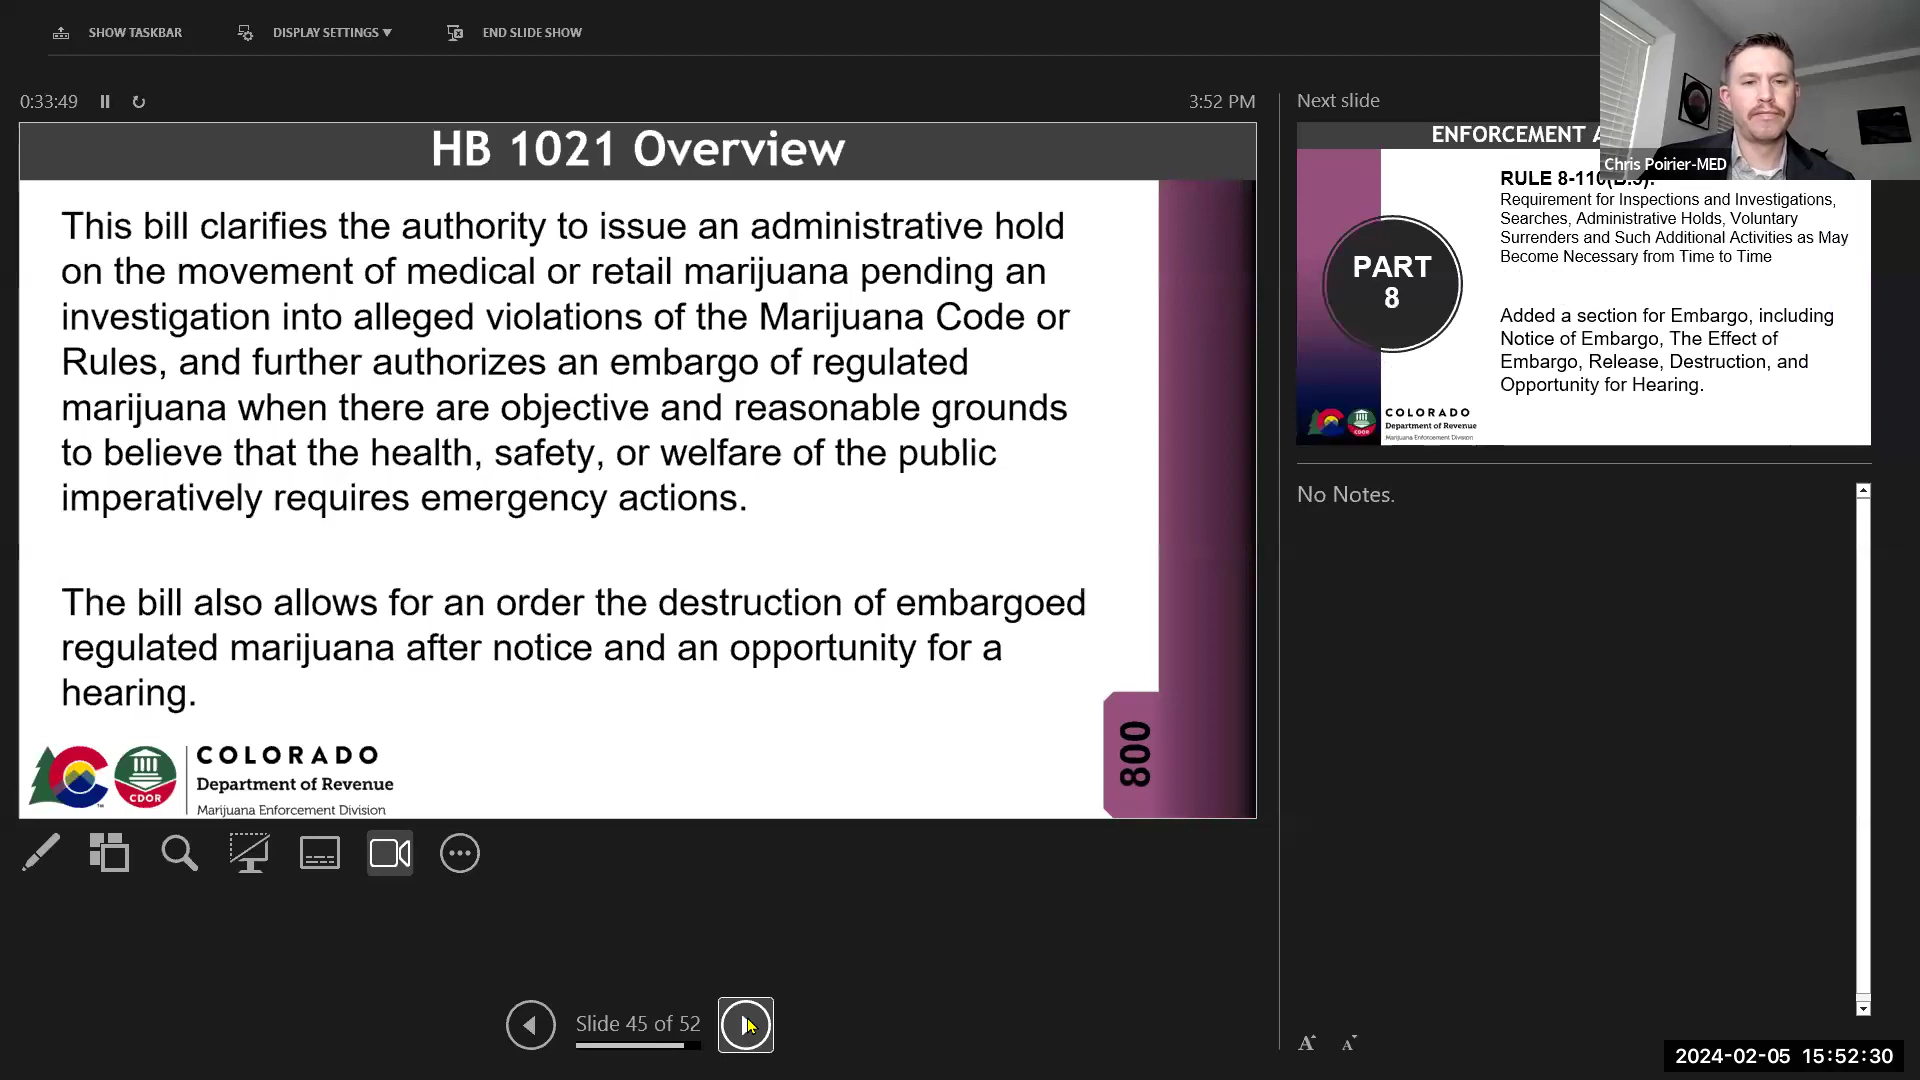 SHOW TASKBAR
DISPLAY SETTINGS ▼
END SLIDE SHOW
0:33:49
3:52 PM
HB 1021 Overview
This bill clarifies the authority to issue an administrative hold
on the movement of medical or retail marijuana pending an
investigation into alleged violations of the Marijuana Code or
Rules, and further authorizes an embargo of regulated
marijuana when there are objective and reasonable grounds
to believe that the health, safety, or welfare of the public
imperatively requires emergency actions.
The bill also allows for an order the destruction of embargoed
regulated marijuana after notice and an opportunity for a
hearing.
CDOR
COLORADO
Department of Revenue
Marijuana Enforcement Division
800
Slide 45 of 52
Next slide
Chris Poirier-MED
ENFORCEMENT
PART
8
RULE
Requirement for Inspections and Investigations,
Searches, Administrative Holds, Voluntary
Surrenders and Such Additional Activities as May
Become Necessary from Time to Time
Added a section for Embargo, including
Notice of Embargo, The Effect of
Embargo, Release, Destruction, and
Opportunity for Hearing.
CDOR
COLORADO
Department of Revenue
Marijuana Enforcement Division
No Notes.
A A
2024-02-05 15:52:30